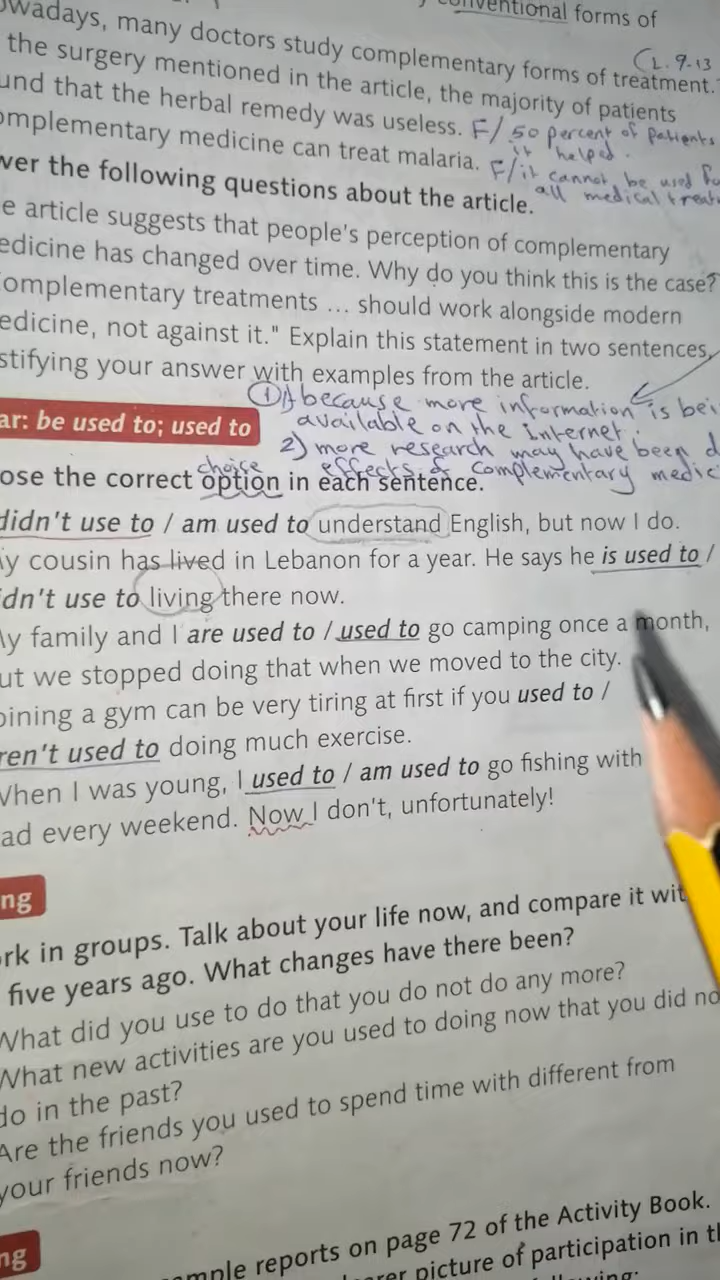 conventional forms of
owadays, many doctors study complementary forms of treatment.
(L. 9-13
the surgery mentioned in the article, the majority of patients
und that the herbal remedy was useless. F/ 50 percent of patients
it helped.
omplementary medicine can treat malaria. F/it cannot be used for
all medical treat
wer the following questions about the article.
e article suggests that people's perception of complementary
edicine has changed over time. Why do you think this is the case?
omplementary treatments ... should work alongside modern
edicine, not against it." Explain this statement in two sentences,
stifying your answer with examples from the article.
① because more information is bei
available on the Internet.
ar: be used to; used to
2) more research may have been d
effects of complementary medic
choice
ose the correct option in each sentence.
didn't use to / am used to understand English, but now I do.
y cousin has lived in Lebanon for a year. He says he is used to /
dn't use to living there now.
y family and I are used to / used to go camping once a month,
ut we stopped doing that when we moved to the city.
oining a gym can be very tiring at first if you used to /
ren't used to doing much exercise.
When I was young, I used to / am used to go fishing with
ad every weekend. Now I don't, unfortunately!
ng
rk in groups. Talk about your life now, and compare it wit
five years ago. What changes have there been?
What did you use to do that you do not do any more?
What new activities are you used to doing now that you did no
do in the past?
Are the friends you used to spend time with different from
your friends now?
ng
mple reports on page 72 of the Activity Book.
rer picture of participation in th